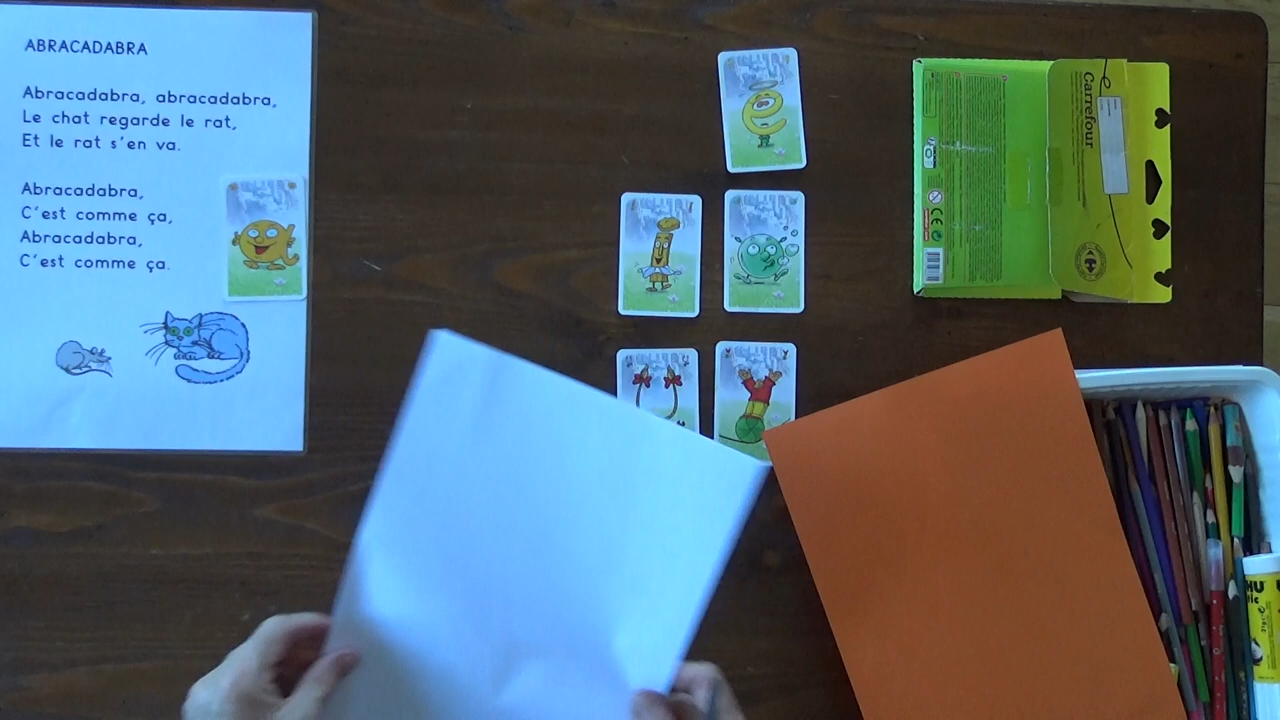 ABRACADABRA
Abracadabra, abracadabra,
Le chat regarde le rat,
Et le rat s'en va.
Abracadabra,
C'est comme ça,
Abracadabra,
C'est comme ça.
Carrefour
CE